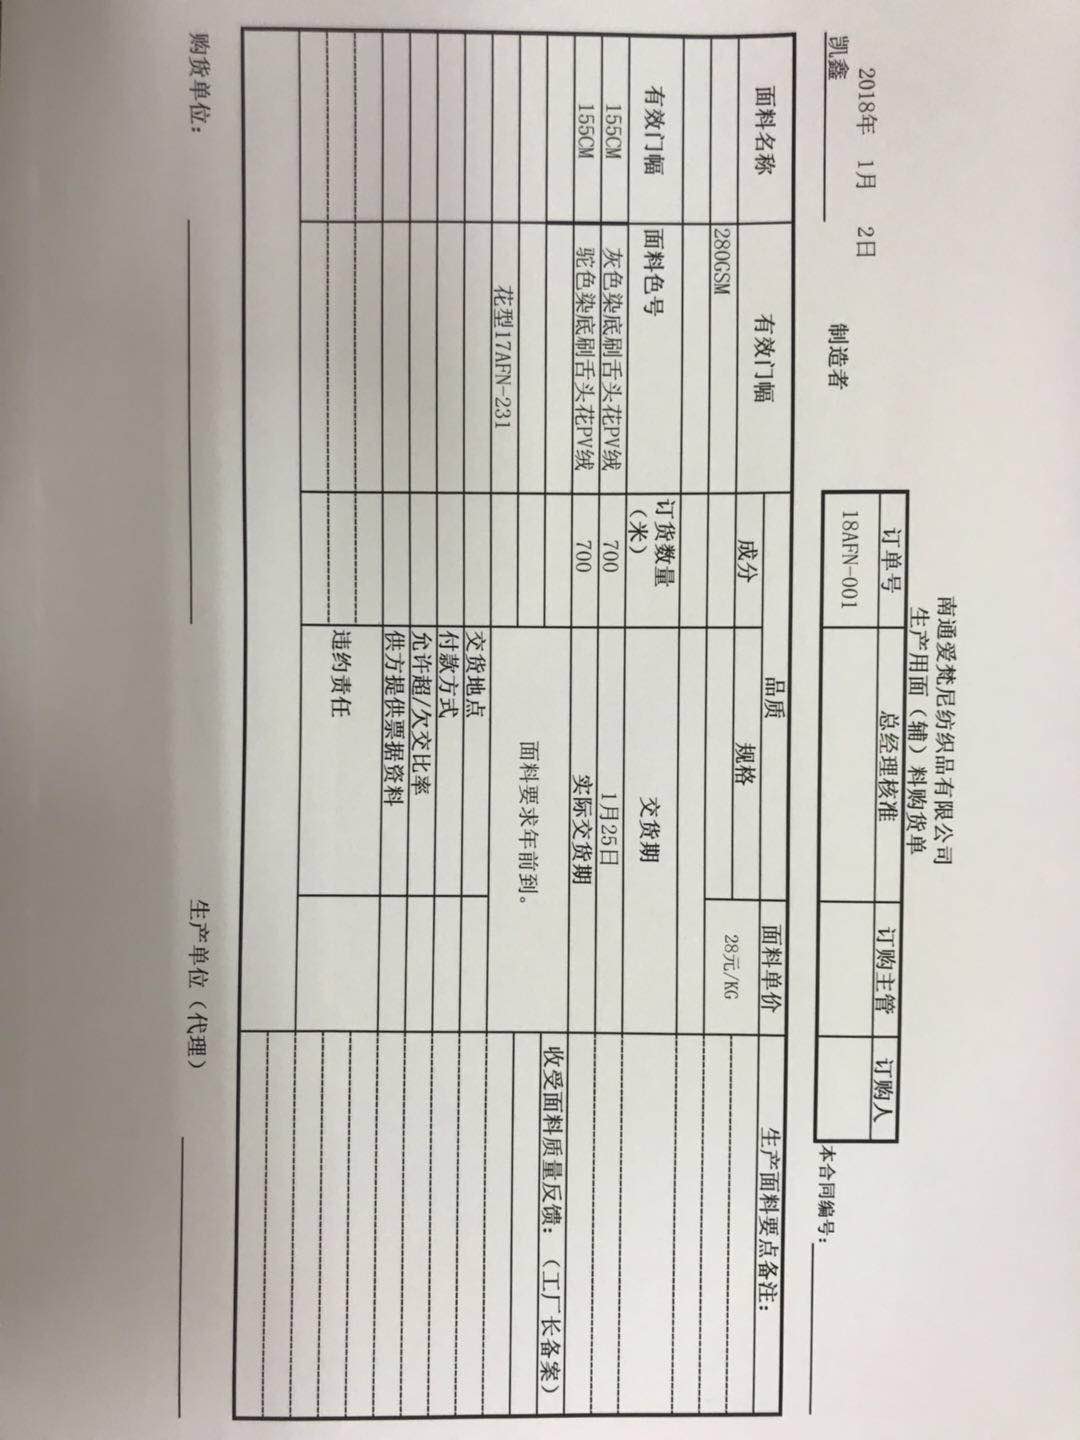 南通爱梵尼纺织品有限公司
生产用面（辅）料购货单
订单号 总经理核准 订购主管 订购人
18AFN-001
2018年 1月 2日
凯鑫 制造者 本合同编号：
面料名称 有效门幅 品质 面料单价 生产面料要点备注：
成分 规格
280GSM 28元/KG
有效门幅 面料色号 订货数量（米） 交货期
155CM 灰色染底刷舌头花PV绒 700 1月25日
155CM 驼色染底刷舌头花PV绒 700 实际交货期
收受面料质量反馈：（工厂长备案）
面料要求年前到。
花型17AFN-231
交货地点
付款方式
允许超/欠交比率
供方提供票据资料
违约责任
购货单位： 生产单位（代理）